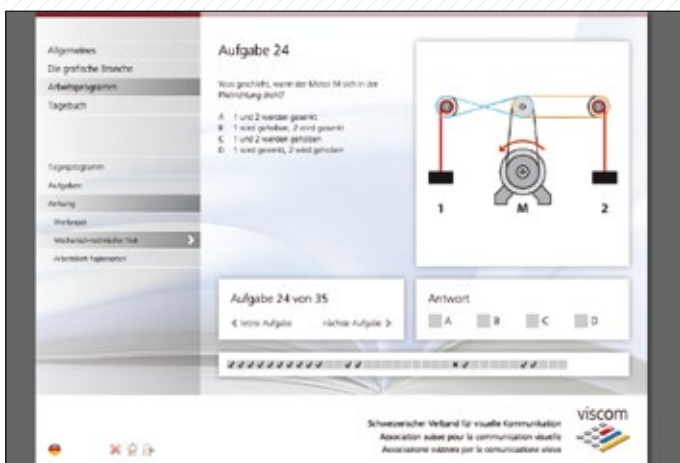 Allgemeines
Die grafische Branche
Arbeitsprogramm
Tagebuch
Tagesprogramm
Aufgaben
Anhang
Mechanisch-technischer Test
Aufgabe 24
Was geschieht, wenn der Motor M sich in der
Pfeilrichtung dreht?
A 1 und 2 werden gesenkt
B 1 wird gehoben, 2 wird gesenkt
C 1 und 2 werden gehoben
D 1 wird gesenkt, 2 wird gehoben
1 M 2
Aufgabe 24 von 35
letzte Aufgabe nächste Aufgabe
Antwort
A B C D
Schweizerischer Verband für visuelle Kommunikation
Association suisse pour la communication visuelle
Associazione svizzera per la comunicazione visiva
viscom